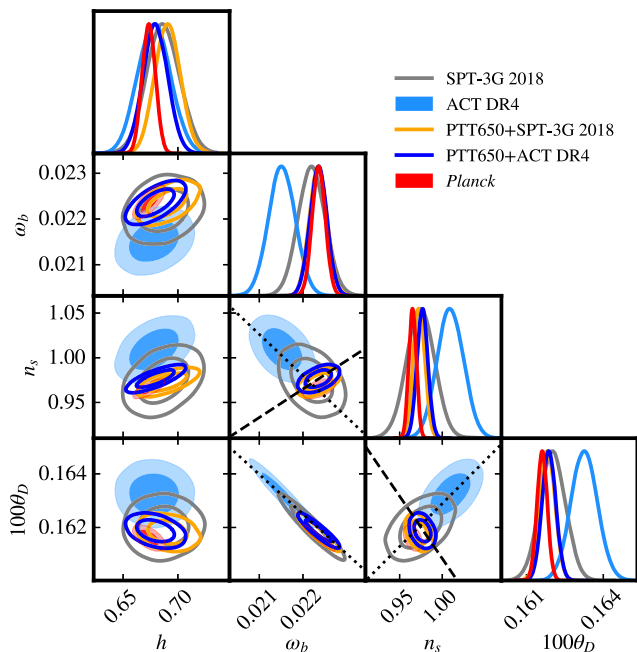 SPT-3G 2018
ACT DR4
PTT650+SPT-3G 2018
PTT650+ACT DR4
Planck
0.023
0.022
0.021
ω_b
1.05
1.00
0.95
n_s
0.164
0.162
100θ_D
0.65 0.70
0.021 0.022
0.95 1.00
0.161 0.164
h
ω_b
n_s
100θ_D